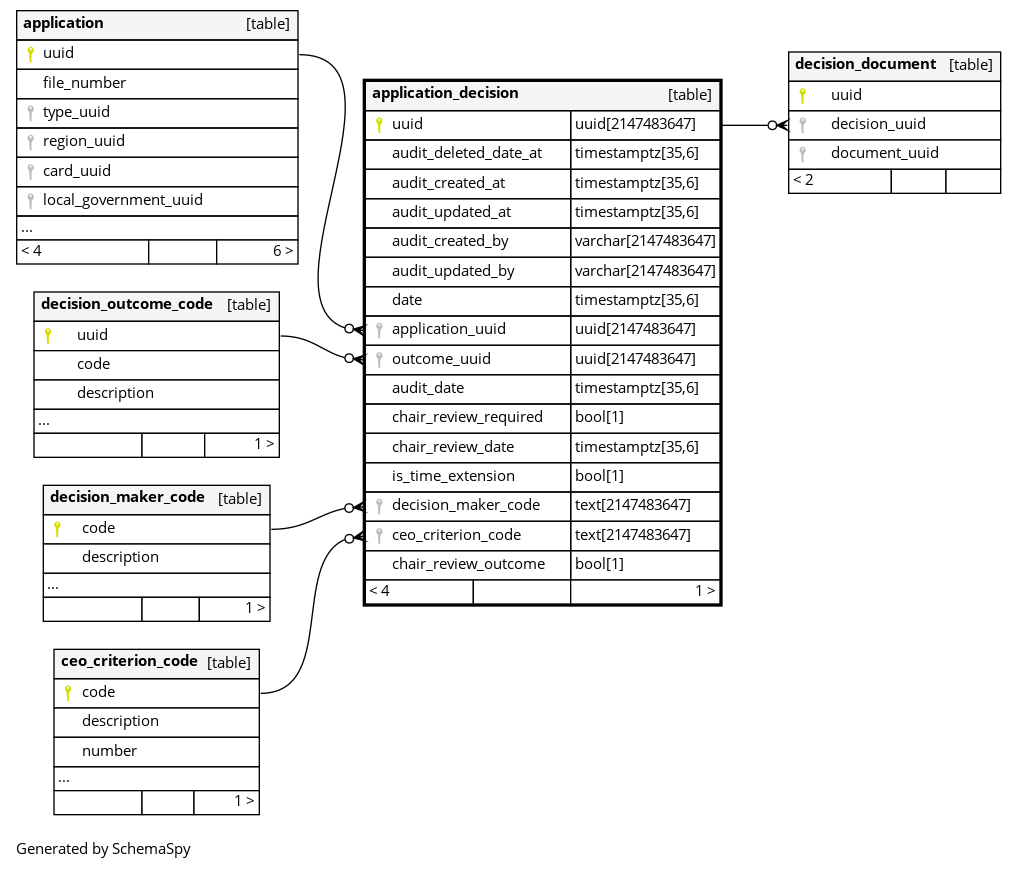 application [table]
uuid
file_number
type_uuid
region_uuid
card_uuid
local_government_uuid
...
< 4 6 >
decision_outcome_code [table]
uuid
code
description
...
1 >
decision_maker_code [table]
code
description
...
1 >
ceo_criterion_code [table]
code
description
number
...
1 >
application_decision [table]
uuid uuid[2147483647]
audit_deleted_date_at timestamptz[35,6]
audit_created_at timestamptz[35,6]
audit_updated_at timestamptz[35,6]
audit_created_by varchar[2147483647]
audit_updated_by varchar[2147483647]
date timestamptz[35,6]
application_uuid uuid[2147483647]
outcome_uuid uuid[2147483647]
audit_date timestamptz[35,6]
chair_review_required bool[1]
chair_review_date timestamptz[35,6]
is_time_extension bool[1]
decision_maker_code text[2147483647]
ceo_criterion_code text[2147483647]
chair_review_outcome bool[1]
< 4 1 >
decision_document [table]
uuid
decision_uuid
document_uuid
< 2
Generated by SchemaSpy